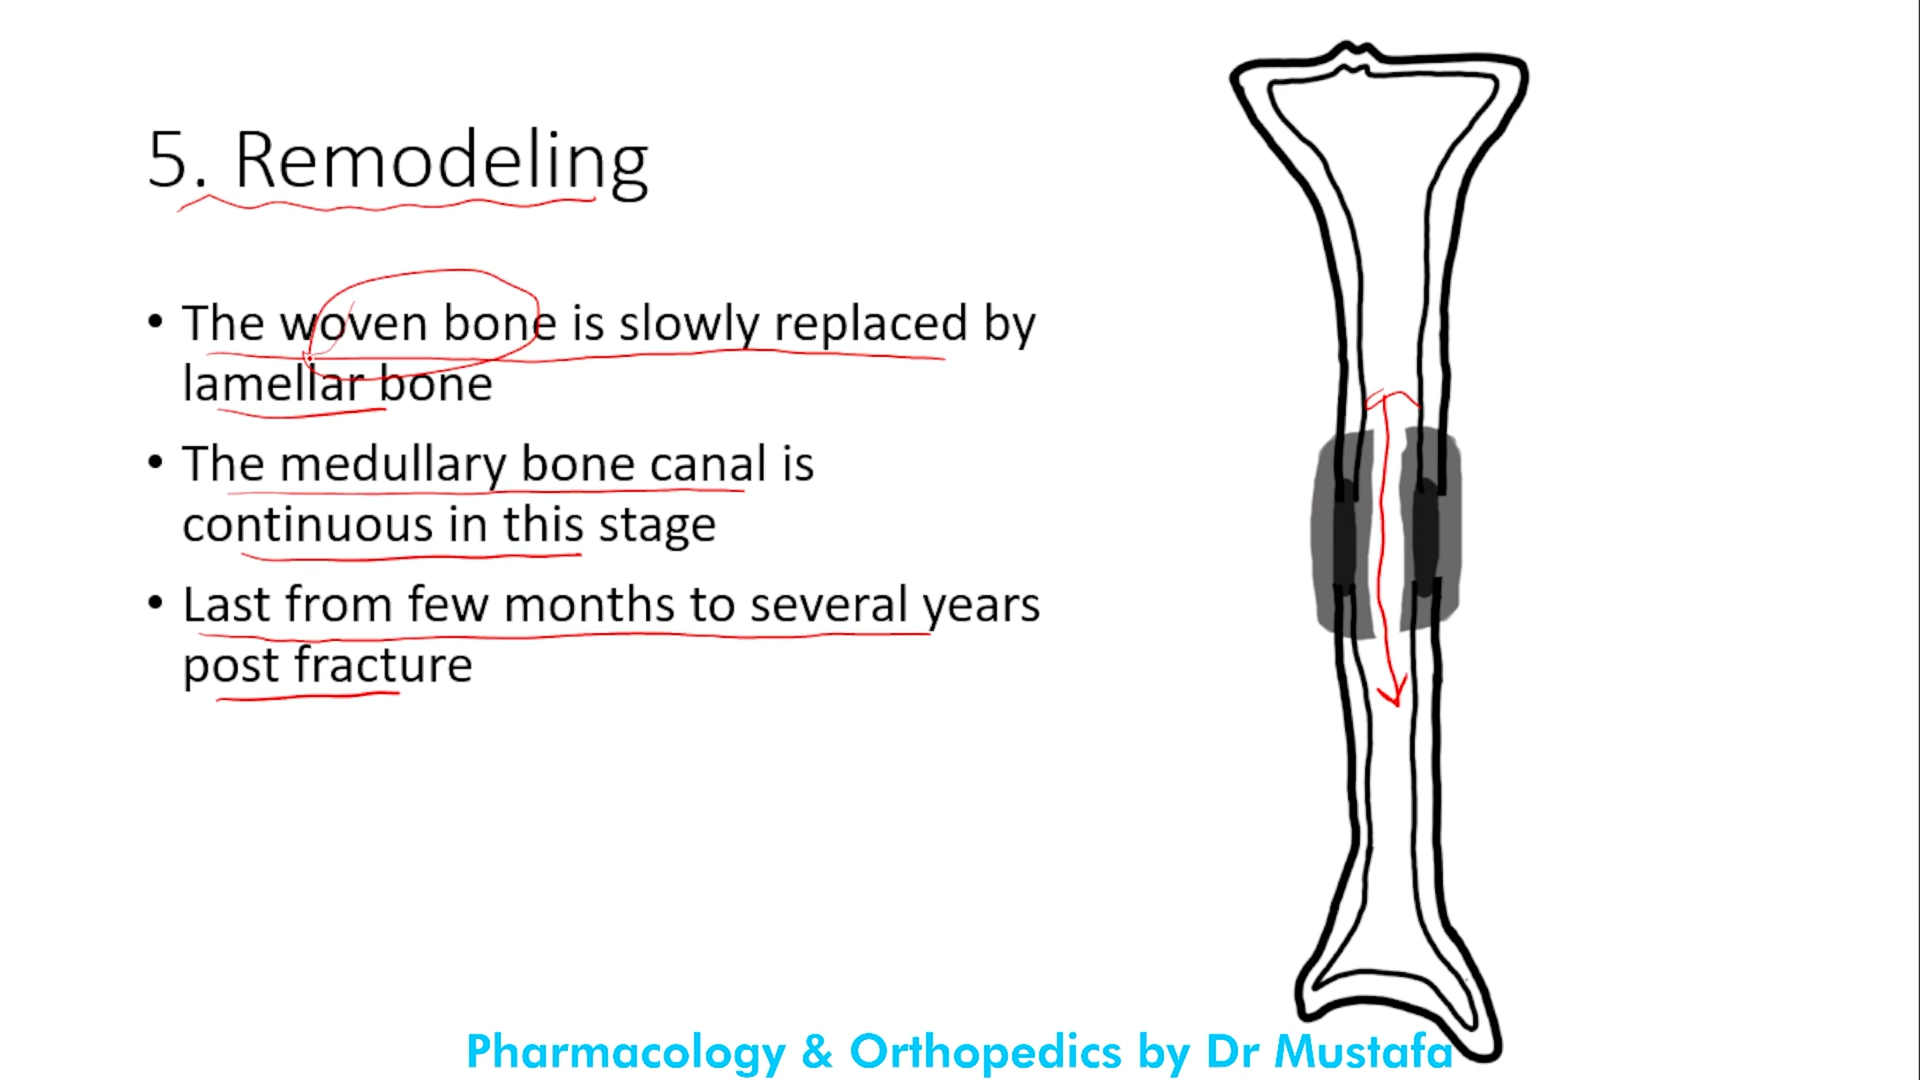 5. Remodeling
• The woven bone is slowly replaced by
lamellar bone
• The medullary bone canal is
continuous in this stage
• Last from few months to several years
post fracture
Pharmacology & Orthopedics by Dr Mustafa